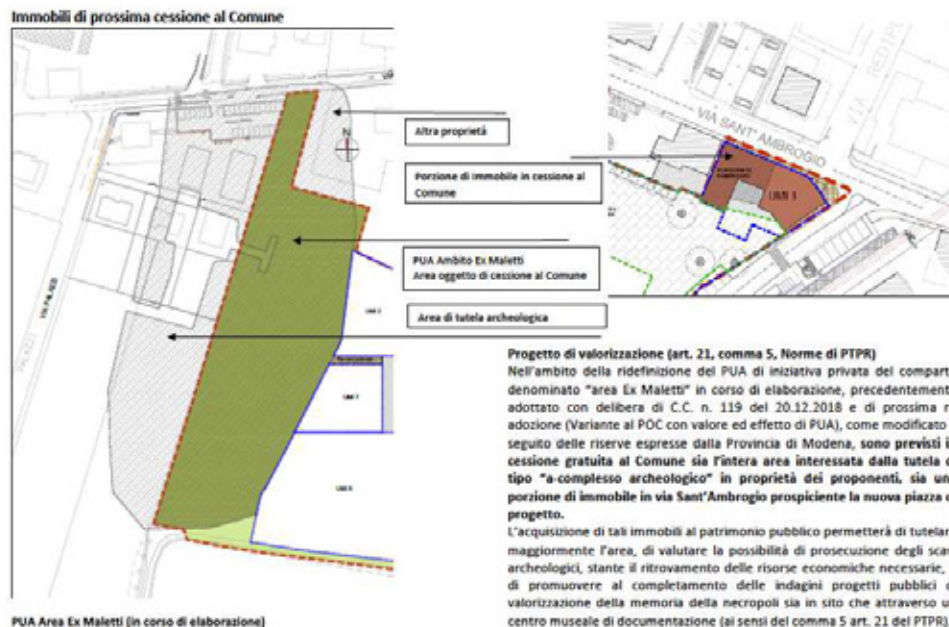 Immobili di prossima cessione al Comune
Altra proprietà
Porzione di immobile in cessione al
Comune
PUA Ambito Ex Maletti
Area oggetto di cessione al Comune
Area di tutela archeologica
N
VIA SANT' AMBROGIO
UMI 1
VIA
UMI 7
Progetto di valorizzazione (art. 21, comma 5, Norme di PTPR)
Nell'ambito della ridefinizione del PUA di iniziativa privata del compart
denominato "area Ex Maletti" in corso di elaborazione, precedentement
adottato con delibera di C.C. n. 119 del 20.12.2018 e di prossima r
adozione (Variante al POC con valore ed effetto di PUA), come modificato
seguito delle riserve espresse dalla Provincia di Modena, sono previsti i
cessione gratuita al Comune sia l'intera area interessata dalla tutela d
tipo "a-complesso archeologico" in proprietà dei proponenti, sia un
porzione di immobile in via Sant'Ambrogio prospiciente la nuova piazza d
progetto.
L'acquisizione di tali immobili al patrimonio pubblico permetterà di tutelar
maggiormente l'area, di valutare la possibilità di prosecuzione degli scav
archeologici, stante il ritrovamento delle risorse economiche necessarie,
di promuovere al completamento delle indagini progetti pubblici d
valorizzazione della memoria della necropoli sia in sito che attraverso u
centro museale di documentazione (ai sensi del comma 5 art. 21 del PTPR)
PUA Area Ex Maletti (in corso di elaborazione)